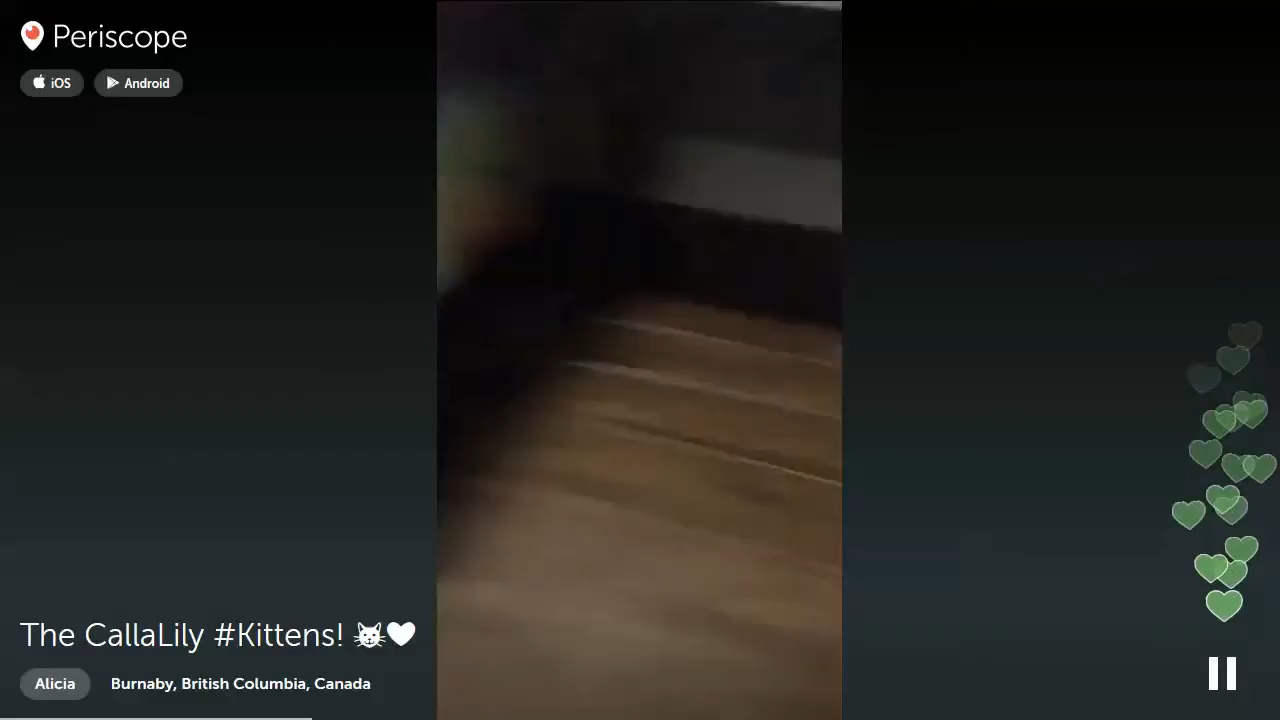 Periscope
iOS
Android
The CallaLily #Kittens! 🐱❤
Alicia
Burnaby, British Columbia, Canada